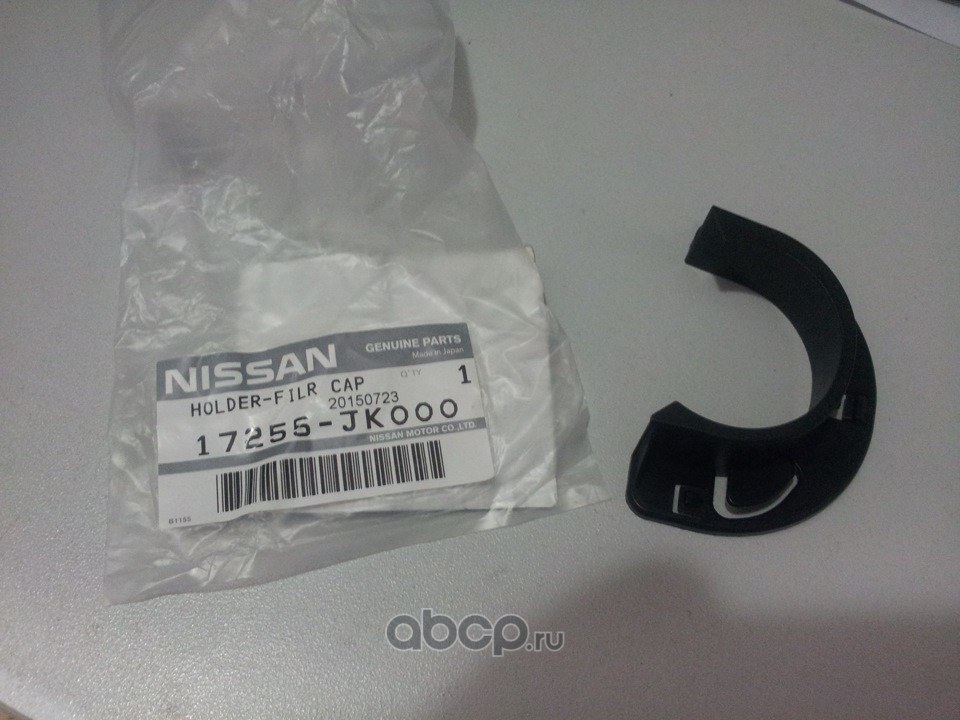 NISSAN
GENUINE PARTS
Made in Japan
HOLDER-FILR CAP
Q'TY 1
20150723
17255-JK000
NISSAN MOTOR CO.,LTD.
B1155
abcp.ru